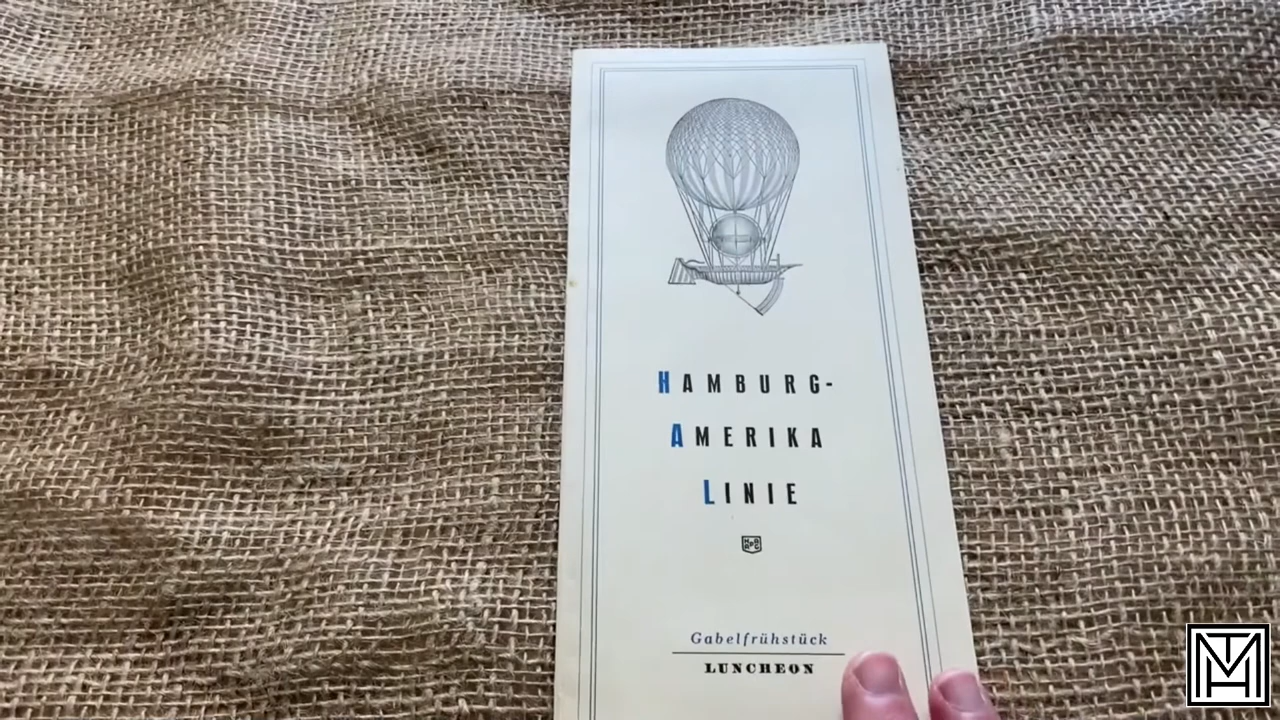 HAMBURG-
AMERIKA
LINIE
Gabelfrühstück
LUNCHEON